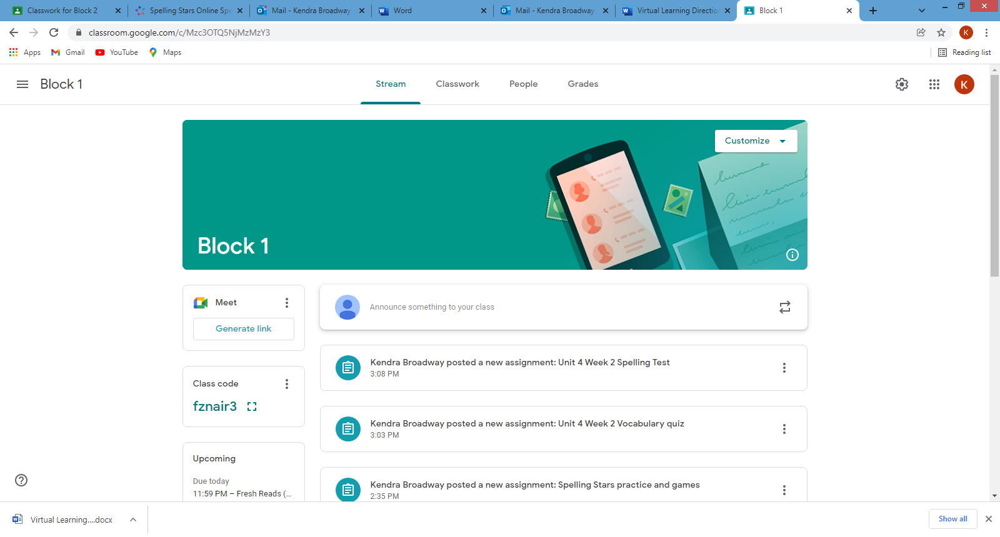 Classwork for Block 2
Spelling Stars Online Spe
Mail - Kendra Broadway
Word
Mail - Kendra Broadway
Virtual Learning Direction
Block 1
classroom.google.com/c/Mzc3OTQ5NjMzMzY3
K
Apps
Gmail
YouTube
Maps
Reading list
Block 1
Stream
Classwork
People
Grades
K
Customize
Block 1
Meet
Generate link
Announce something to your class
Kendra Broadway posted a new assignment: Unit 4 Week 2 Spelling Test
3:08 PM
Class code
fznair3
Kendra Broadway posted a new assignment: Unit 4 Week 2 Vocabulary quiz
3:03 PM
Upcoming
Due today
11:59 PM – Fresh Reads (...
Kendra Broadway posted a new assignment: Spelling Stars practice and games
2:35 PM
Virtual Learning....docx
Show all